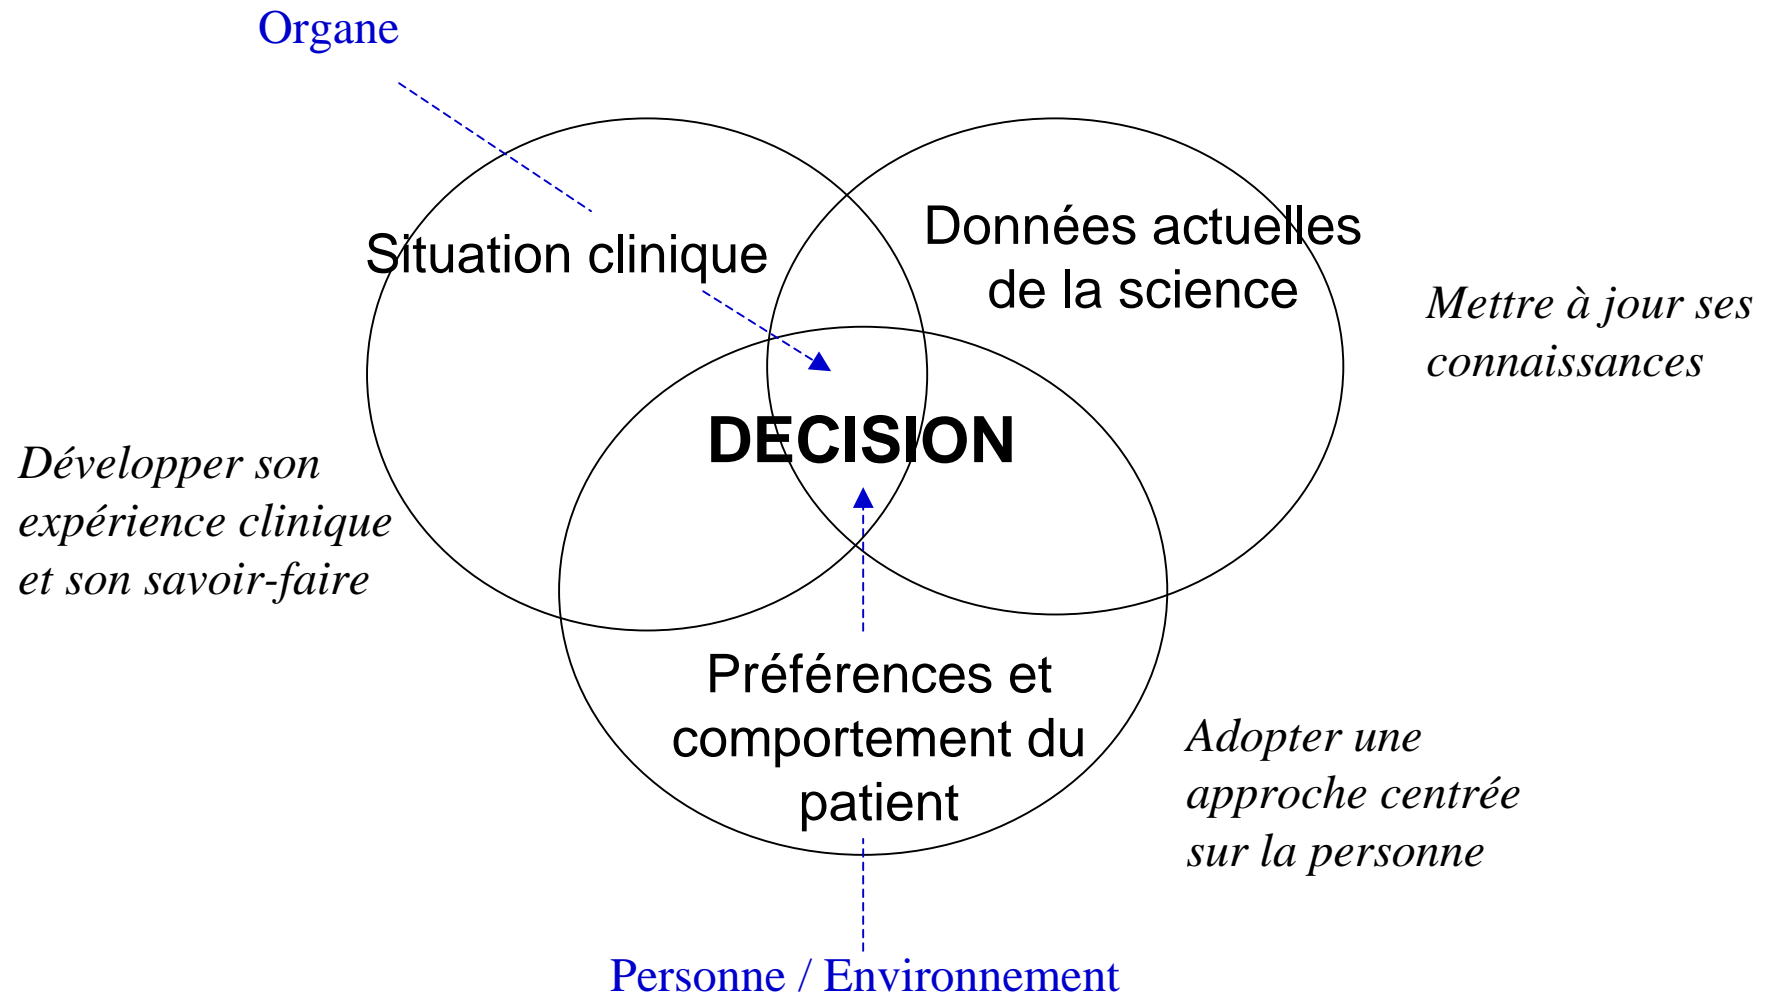 Organe
Situation clinique
Données actuelles
de la science
Mettre à jour ses
connaissances
DECISION
Développer son
expérience clinique
et son savoir-faire
Préférences et
comportement du
patient
Adopter une
approche centrée
sur la personne
Personne / Environnement